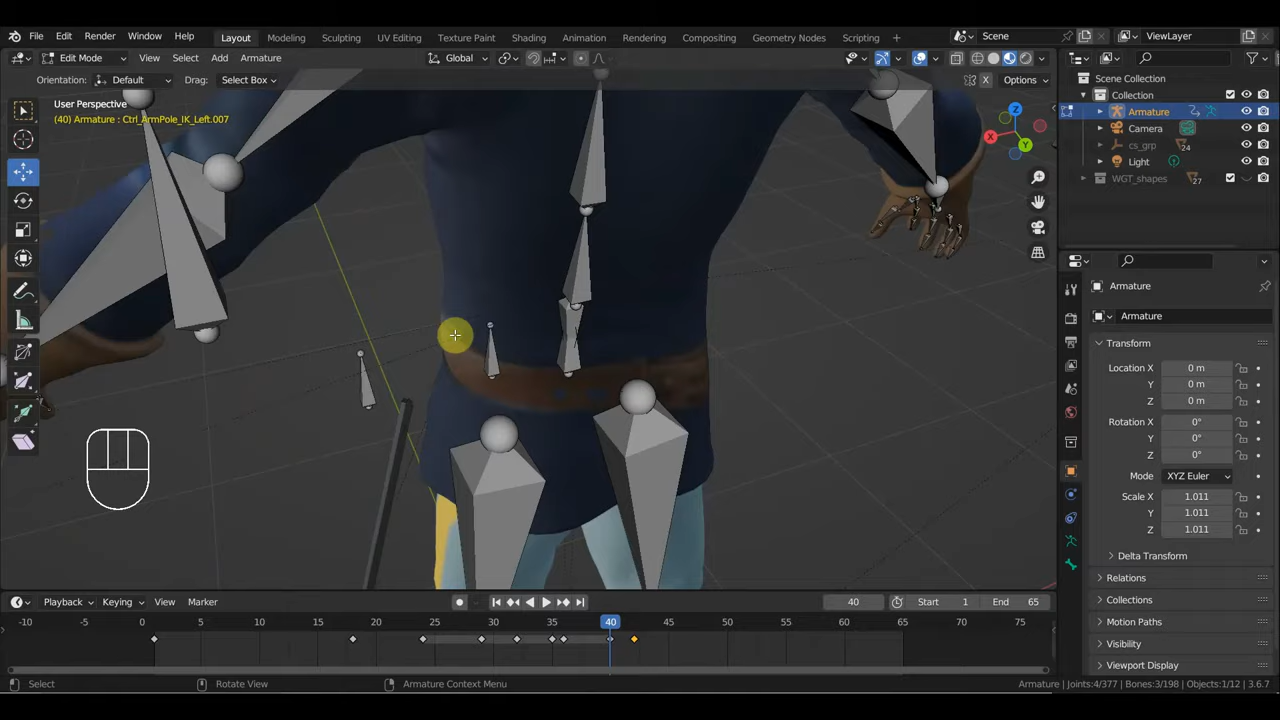 File Edit Render Window Help Layout Modeling Sculpting UV Editing Texture Paint Shading Animation Rendering Compositing Geometry Nodes Scripting + Scene ViewLayer
Edit Mode View Select Add Armature Global Options
Orientation: Default Drag: Select Box
User Perspective
(40) Armature : Ctrl_ArmPole_IK_Left.007
X Y Z
Scene Collection
Collection
Armature
Camera
cs_grp 24
Light
WGT_shapes 27
Armature
Armature
Transform
Location X 0 m
Y 0 m
Z 0 m
Rotation X 0°
Y 0°
Z 0°
Mode XYZ Euler
Scale X 1.011
Y 1.011
Z 1.011
Delta Transform
Relations
Collections
Motion Paths
Visibility
Viewport Display
Playback Keying View Marker 40 Start 1 End 65
-10 -5 0 5 10 15 20 25 30 35 40 45 50 55 60 65 70 75
Select Rotate View Armature Context Menu Armature | Joints:4/377 | Bones:3/198 | Objects:1/12 | 3.6.7